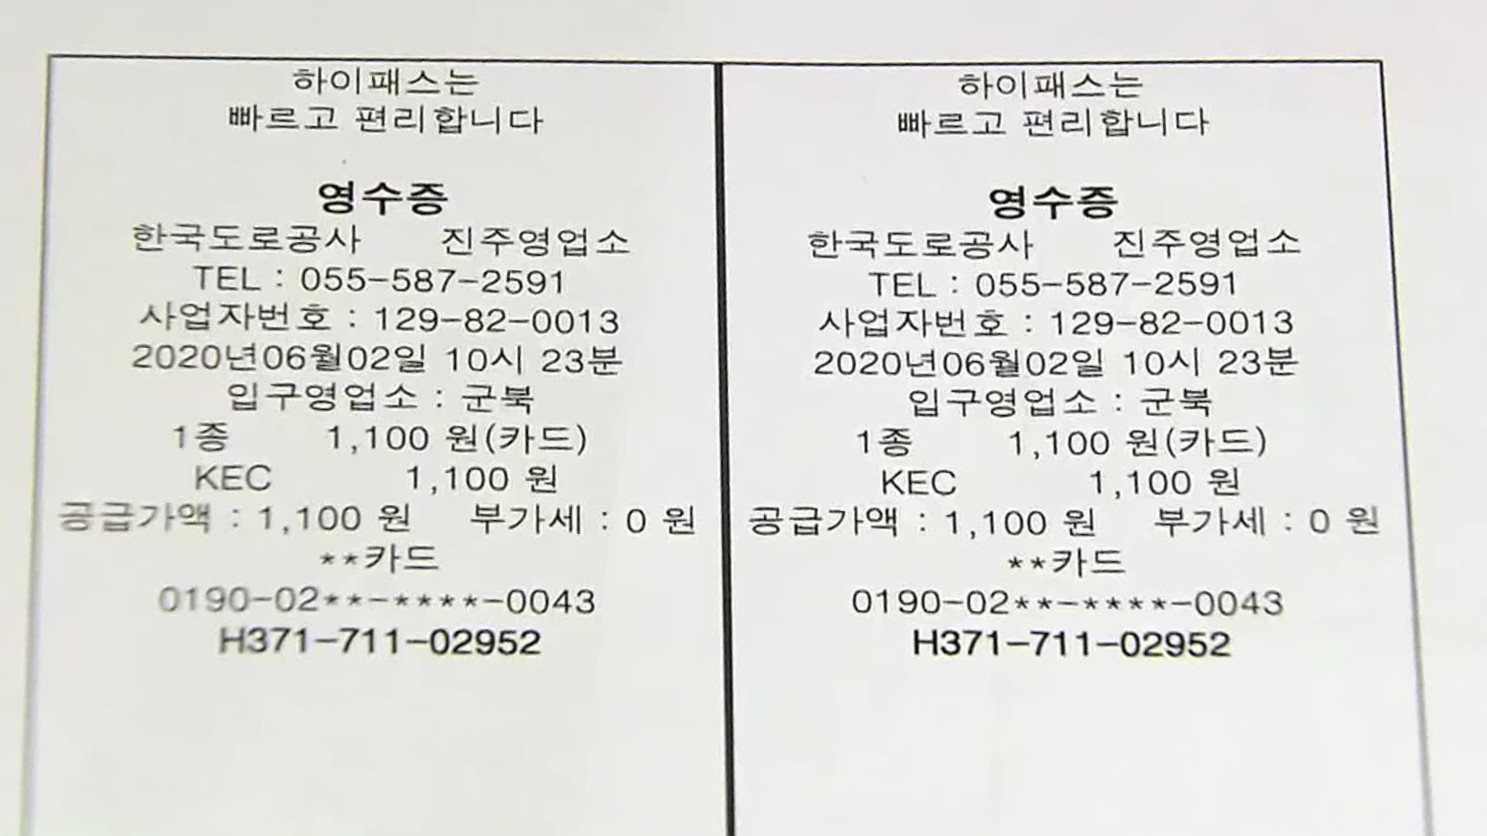 하이패스는
빠르고 편리합니다
영수증
한국도로공사 진주영업소
TEL : 055-587-2591
사업자번호 : 129-82-0013
2020년06월02일 10시 23분
입구영업소 : 군북
1종 1,100 원(카드)
KEC 1,100 원
공급가액 : 1,100 원 부가세 : 0 원
**카드
0190-02**-****-0043
H371-711-02952
하이패스는
빠르고 편리합니다
영수증
한국도로공사 진주영업소
TEL : 055-587-2591
사업자번호 : 129-82-0013
2020년06월02일 10시 23분
입구영업소 : 군북
1종 1,100 원(카드)
KEC 1,100 원
공급가액 : 1,100 원 부가세 : 0 원
**카드
0190-02**-****-0043
H371-711-02952